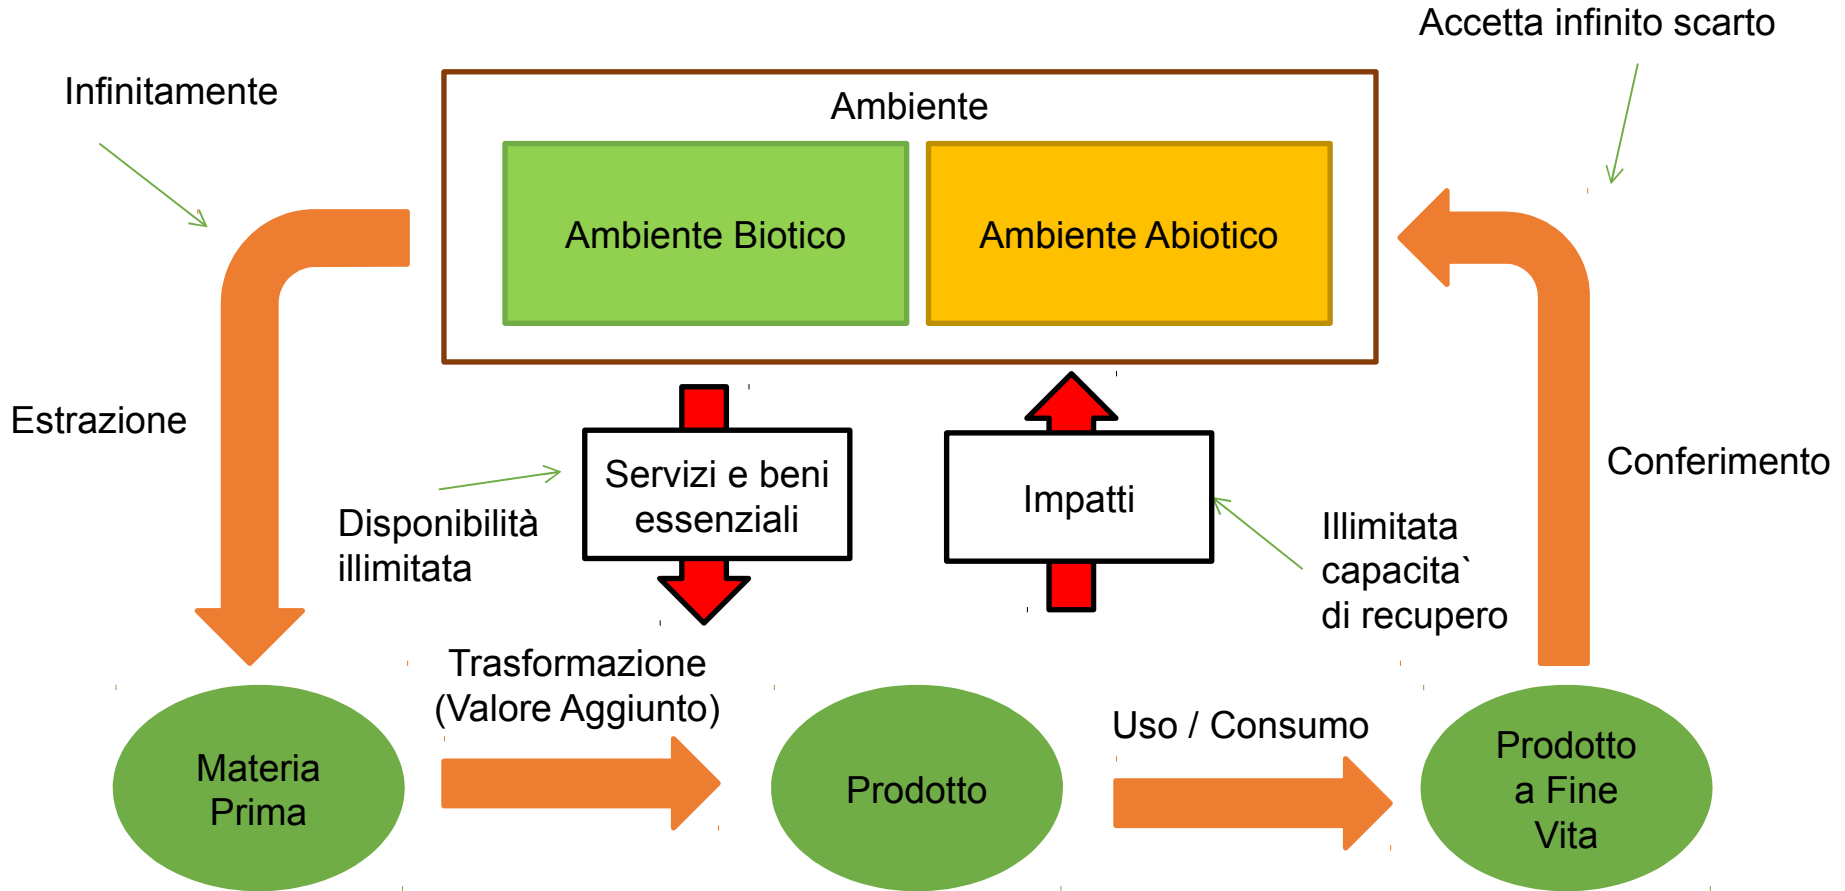 Accetta infinito scarto
Infinitamente
Ambiente
Ambiente Biotico
Ambiente Abiotico
Estrazione
Servizi e beni
essenziali
Impatti
Conferimento
Disponibilità
illimitata
Illimitata
capacita`
di recupero
Trasformazione
(Valore Aggiunto)
Uso / Consumo
Materia
Prima
Prodotto
Prodotto
a Fine
Vita